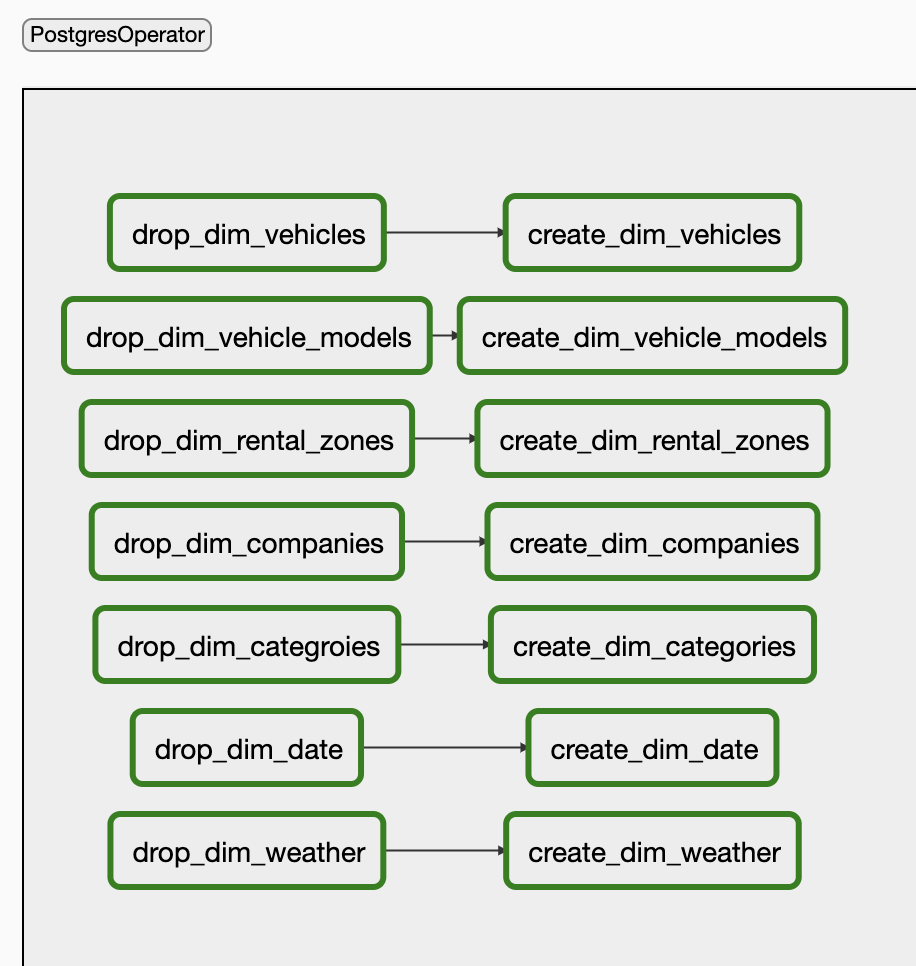 PostgresOperator
drop_dim_vehicles create_dim_vehicles
drop_dim_vehicle_models create_dim_vehicle_models
drop_dim_rental_zones create_dim_rental_zones
drop_dim_companies create_dim_companies
drop_dim_categroies create_dim_categories
drop_dim_date create_dim_date
drop_dim_weather create_dim_weather